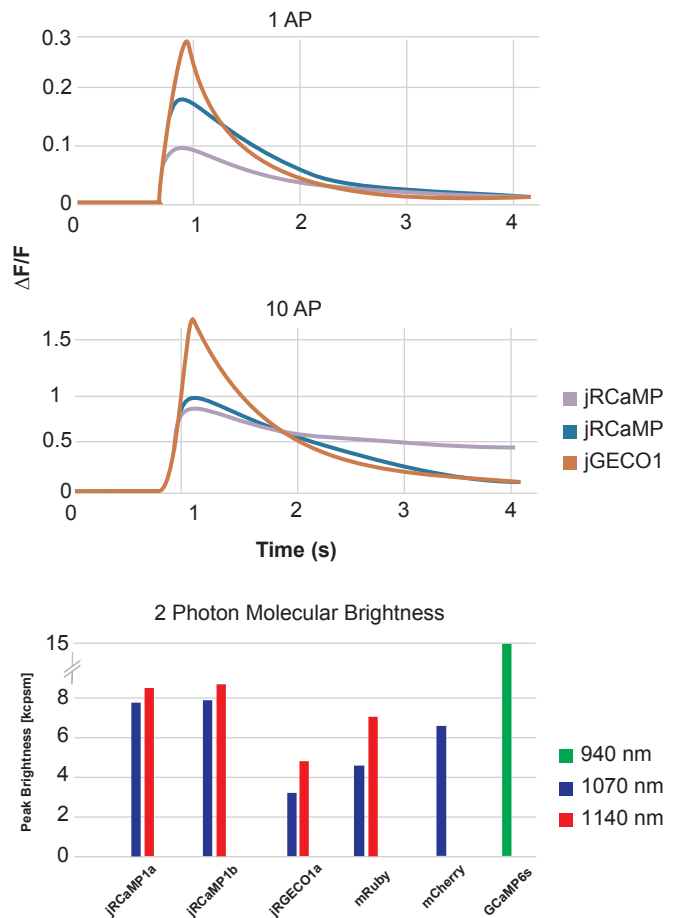 1 AP
0.3
0.2
0.1
0
0 1 2 3 4
ΔF/F
10 AP
1.5
1
0.5
0
0 1 2 3 4
Time (s)
jRCaMP
jRCaMP
jGECO1
2 Photon Molecular Brightness
Peak Brightness [kcpsm]
15
8
6
4
2
0
jRCaMP1a
jRCaMP1b
jRGECO1a
mRuby
mCherry
GCaMP6s
940 nm
1070 nm
1140 nm